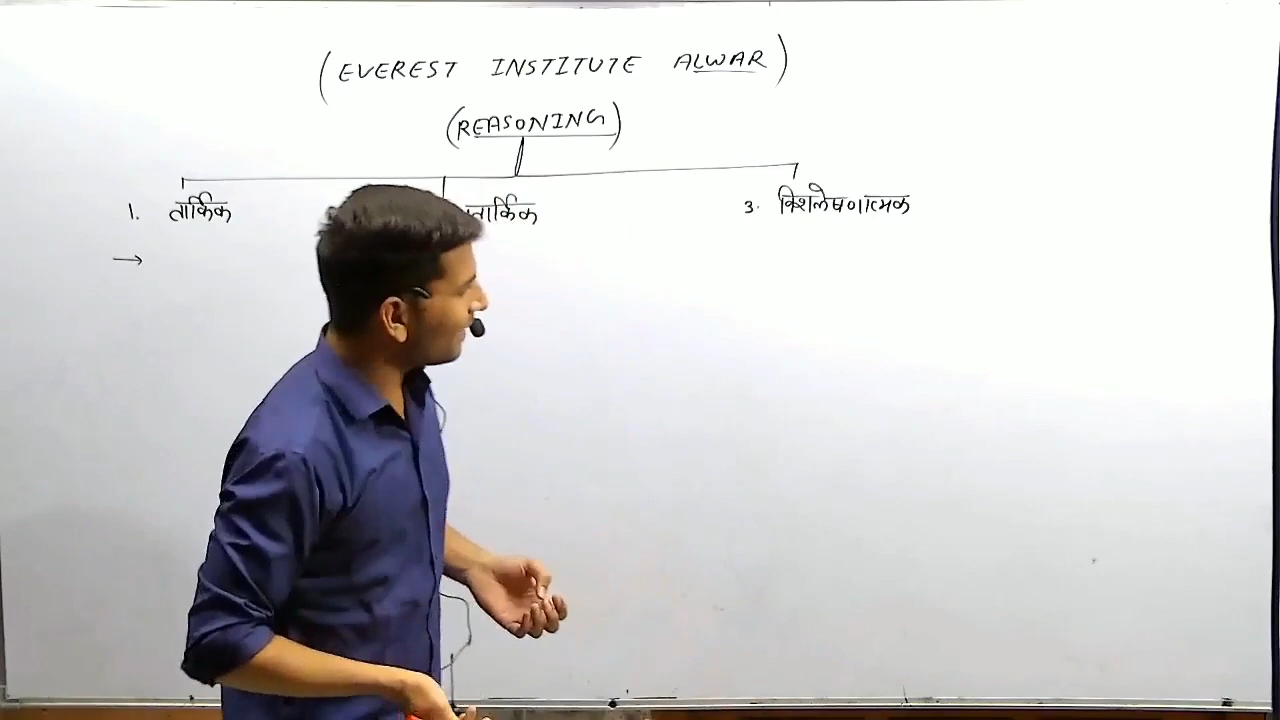 (EVEREST INSTITUTE ALWAR)
(REASONING)
1. तार्किक 3. विश्लेषणात्मक
→